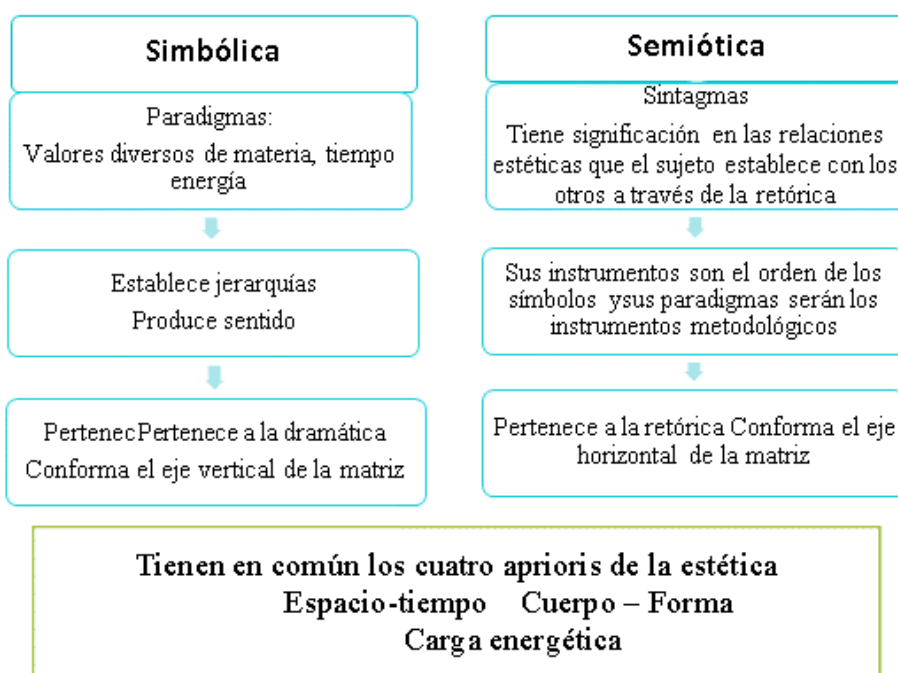 Simbólica
Paradigmas:
Valores diversos de materia, tiempo
energía
Establece jerarquías
Produce sentido
PertenecPertenece a la dramática
Conforma el eje vertical de la matriz
Semiótica
Sintagmas
Tiene significación en las relaciones
estéticas que el sujeto establece con los
otros a través de la retórica
Sus instrumentos son el orden de los
símbolos ysus paradigmas serán los
instrumentos metodológicos
Pertenece a la retórica Conforma el eje
horizontal de la matriz
Tienen en común los cuatro aprioris de la estética
Espacio-tiempo Cuerpo – Forma
Carga energética